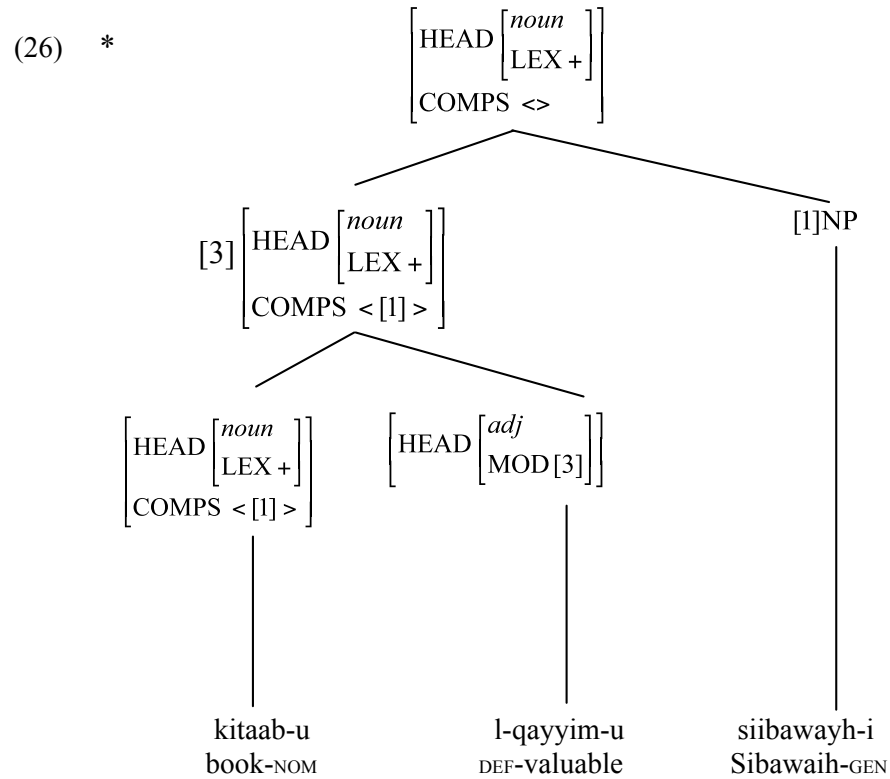 (26) *
[HEAD [noun
LEX +]
COMPS <>]
[3] [HEAD [noun
LEX +]
COMPS < [1] >]
[1]NP
[HEAD [noun
LEX +]
COMPS < [1] >]
[HEAD [adj
MOD [3]]]
kitaab-u l-qayyim-u siibawayh-i
book-NOM DEF-valuable Sibawaih-GEN